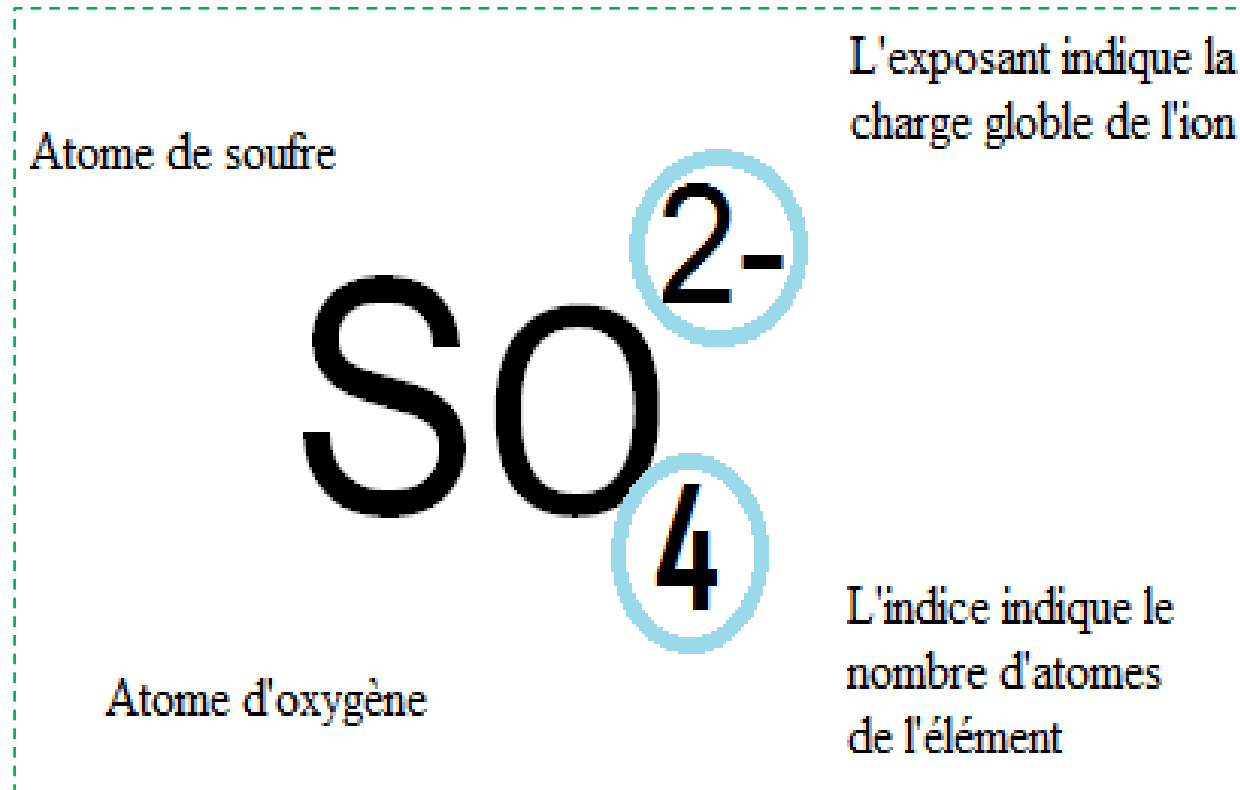 L'exposant indique la
charge globle de l'ion
Atome de soufre
SO
2-
4
L'indice indique le
nombre d'atomes
de l'élément
Atome d'oxygène